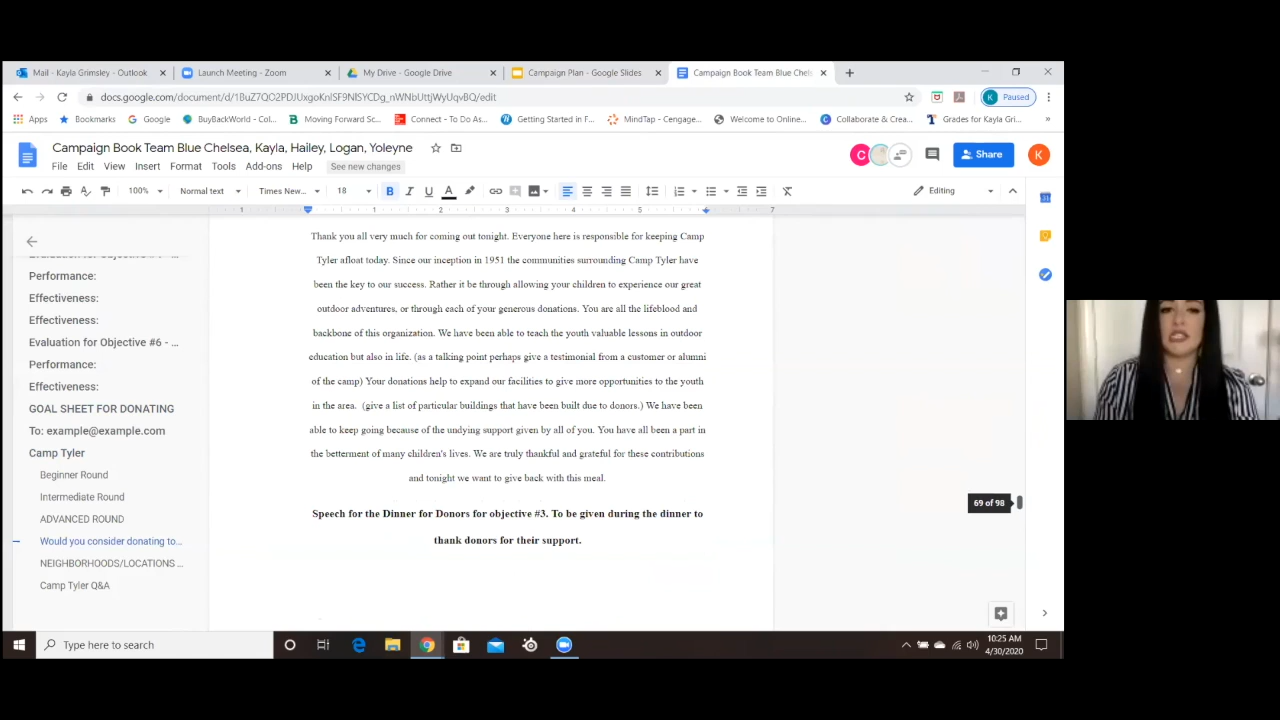 Mail - Kayla Grimsley - Outlook
Launch Meeting - Zoom
My Drive - Google Drive
Campaign Plan - Google Slides
Campaign Book Team Blue Chel
Paused
Apps
Bookmarks
Google
BuyBackWorld - Col...
Moving Forward Sc...
Connect - To Do As...
Getting Started in F...
MindTap - Cengage...
Welcome to Online...
Collaborate & Crea...
Grades for Kayla Gri...
Campaign Book Team Blue Chelsea, Kayla, Hailey, Logan, Yoleyne
File Edit View Insert Format Tools Add-ons Help See new changes
Share
100% Normal text Times New... 18 B I U A Editing
1 1 2 3 4 5 6 7
Performance:
Effectiveness:
Effectiveness:
Evaluation for Objective #6 - ...
Performance:
Effectiveness:
GOAL SHEET FOR DONATING
To: example@example.com
Camp Tyler
Beginner Round
Intermediate Round
ADVANCED ROUND
Would you consider donating to...
NEIGHBORHOODS/LOCATIONS ...
Camp Tyler Q&A
Thank you all very much for coming out tonight. Everyone here is responsible for keeping Camp
Tyler afloat today. Since our inception in 1951 the communities surrounding Camp Tyler have
been the key to our success. Rather it be through allowing your children to experience our great
outdoor adventures, or through each of your generous donations. You are all the lifeblood and
backbone of this organization. We have been able to teach the youth valuable lessons in outdoor
education but also in life. (as a talking point perhaps give a testimonial from a customer or alumni
of the camp) Your donations help to expand our facilities to give more opportunities to the youth
in the area. (give a list of particular buildings that have been built due to donors.) We have been
able to keep going because of the undying support given by all of you. You have all been a part in
the betterment of many children's lives. We are truly thankful and grateful for these contributions
and tonight we want to give back with this meal.
Speech for the Dinner for Donors for objective #3. To be given during the dinner to
thank donors for their support.
69 of 98
Type here to search
10:25 AM
4/30/2020